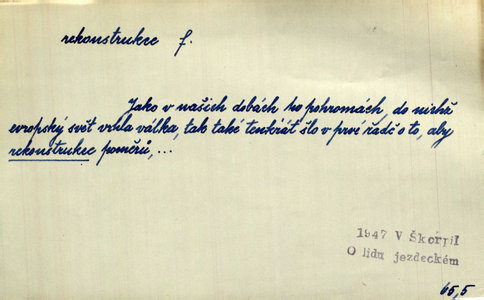 rekonstrukce f.
Jako v našich dobách po pohromách, do nichž
evropský svět vrhla válka, tak také tenkrát šlo v prvé řadě o to, aby
rekonstrukce poměrů, ...
1947 V Škorpil
O lidu jezdeckém
65,5